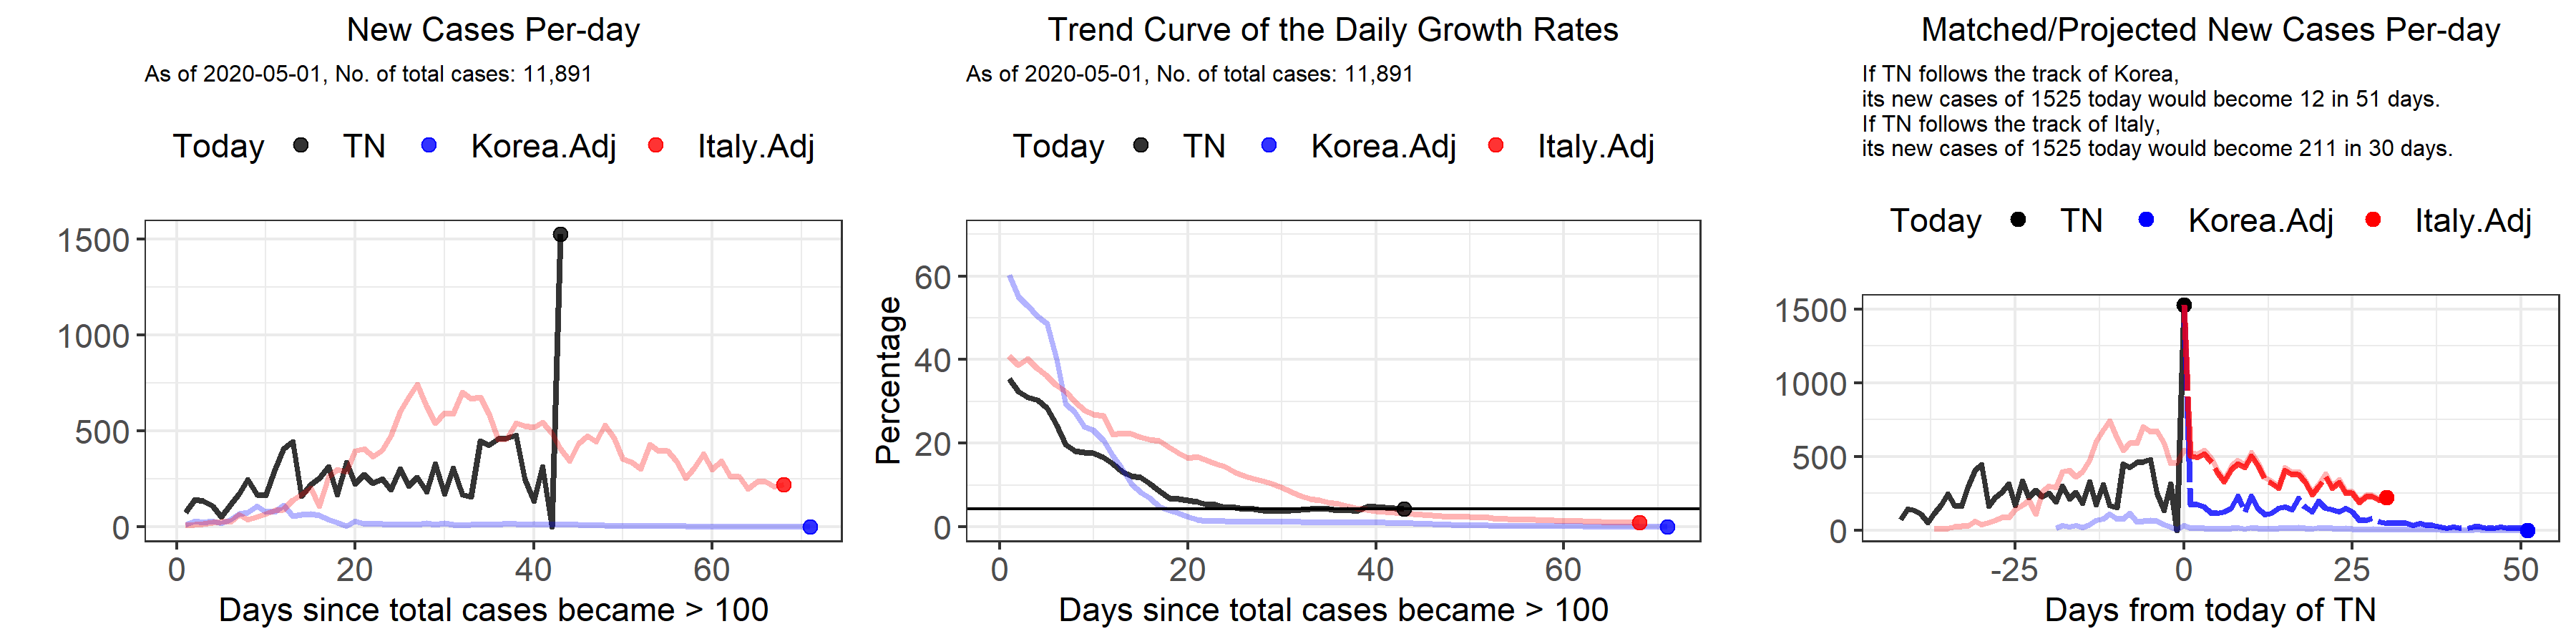 New Cases Per-day
As of 2020-05-01, No. of total cases: 11,891
Today TN Korea.Adj Italy.Adj
1500
1000
500
0
0 20 40 60
Days since total cases became > 100
Trend Curve of the Daily Growth Rates
As of 2020-05-01, No. of total cases: 11,891
Today TN Korea.Adj Italy.Adj
Percentage
60
40
20
0
0 20 40 60
Days since total cases became > 100
Matched/Projected New Cases Per-day
If TN follows the track of Korea,
its new cases of 1525 today would become 12 in 51 days.
If TN follows the track of Italy,
its new cases of 1525 today would become 211 in 30 days.
Today TN Korea.Adj Italy.Adj
1500
1000
500
0
-25 0 25 50
Days from today of TN